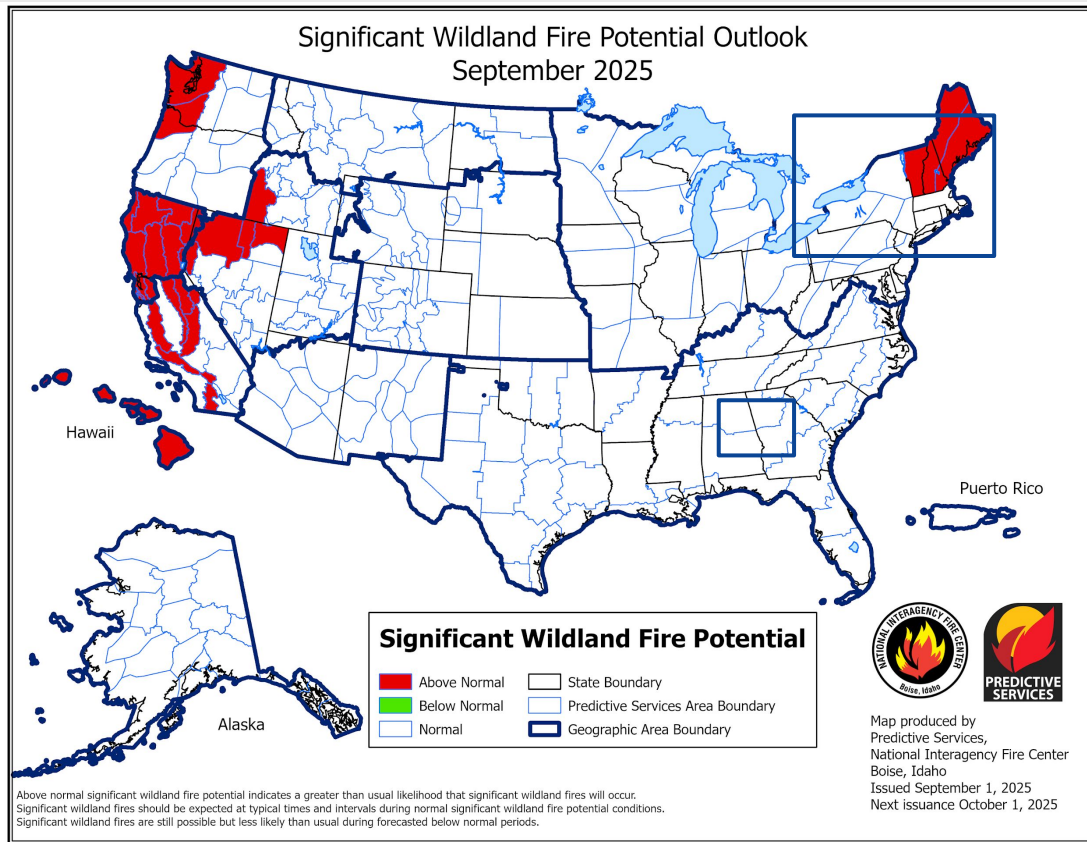 Significant Wildland Fire Potential Outlook
September 2025
Hawaii
Puerto Rico
Alaska
Significant Wildland Fire Potential
Above Normal
Below Normal
Normal
State Boundary
Predictive Services Area Boundary
Geographic Area Boundary
NATIONAL INTERAGENCY FIRE CENTER
Boise, Idaho
PREDICTIVE
SERVICES
Map produced by
Predictive Services,
National Interagency Fire Center
Boise, Idaho
Issued September 1, 2025
Next issuance October 1, 2025
Above normal significant wildland fire potential indicates a greater than usual likelihood that significant wildland fires will occur.
Significant wildland fires should be expected at typical times and intervals during normal significant wildland fire potential conditions.
Significant wildland fires are still possible but less likely than usual during forecasted below normal periods.